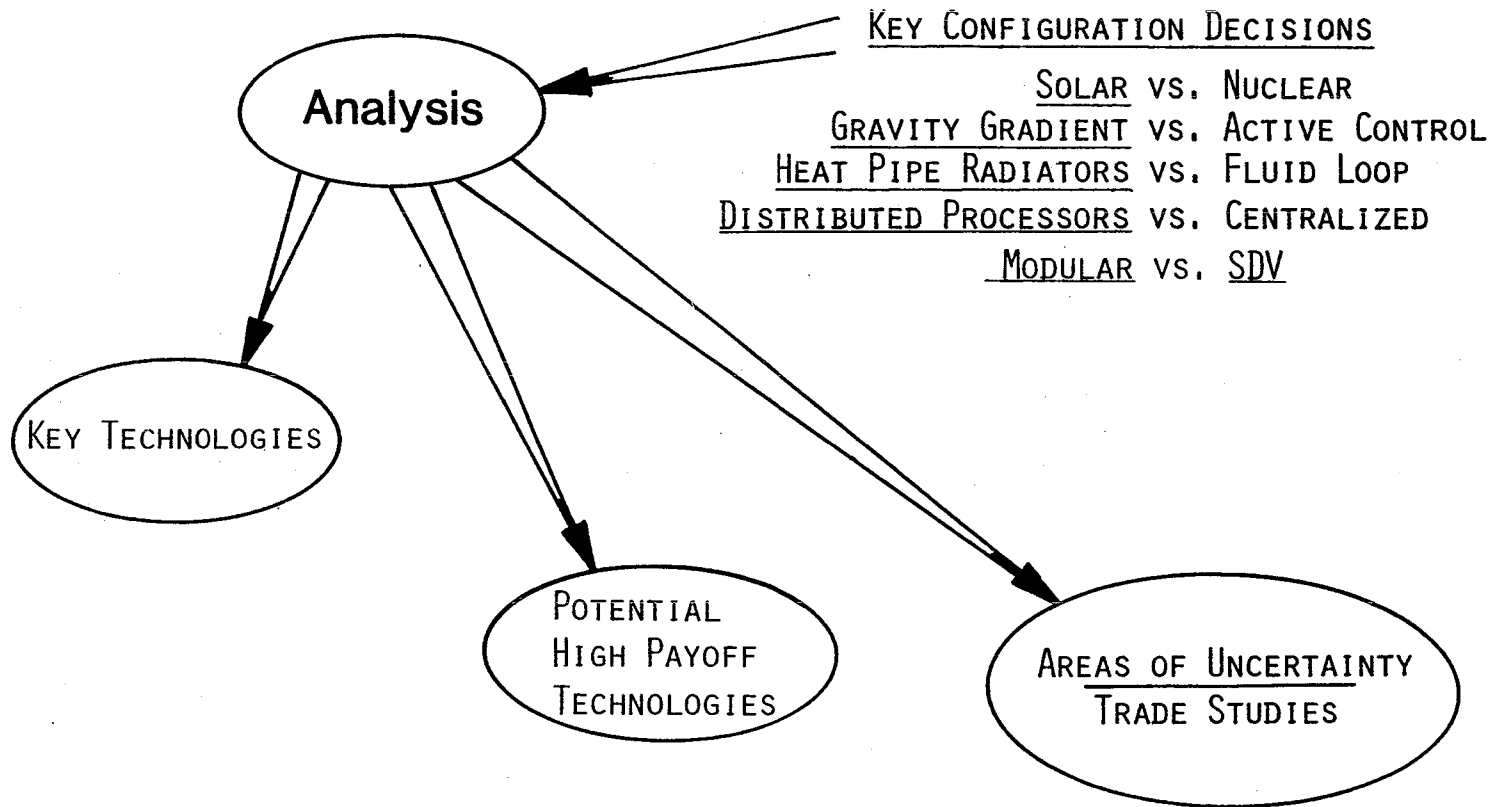 KEY CONFIGURATION DECISIONS
Analysis
SOLAR VS. NUCLEAR
GRAVITY GRADIENT VS. ACTIVE CONTROL
HEAT PIPE RADIATORS VS. FLUID LOOP
DISTRIBUTED PROCESSORS VS. CENTRALIZED
MODULAR VS. SDV
KEY TECHNOLOGIES
POTENTIAL
HIGH PAYOFF
TECHNOLOGIES
AREAS OF UNCERTAINTY
TRADE STUDIES